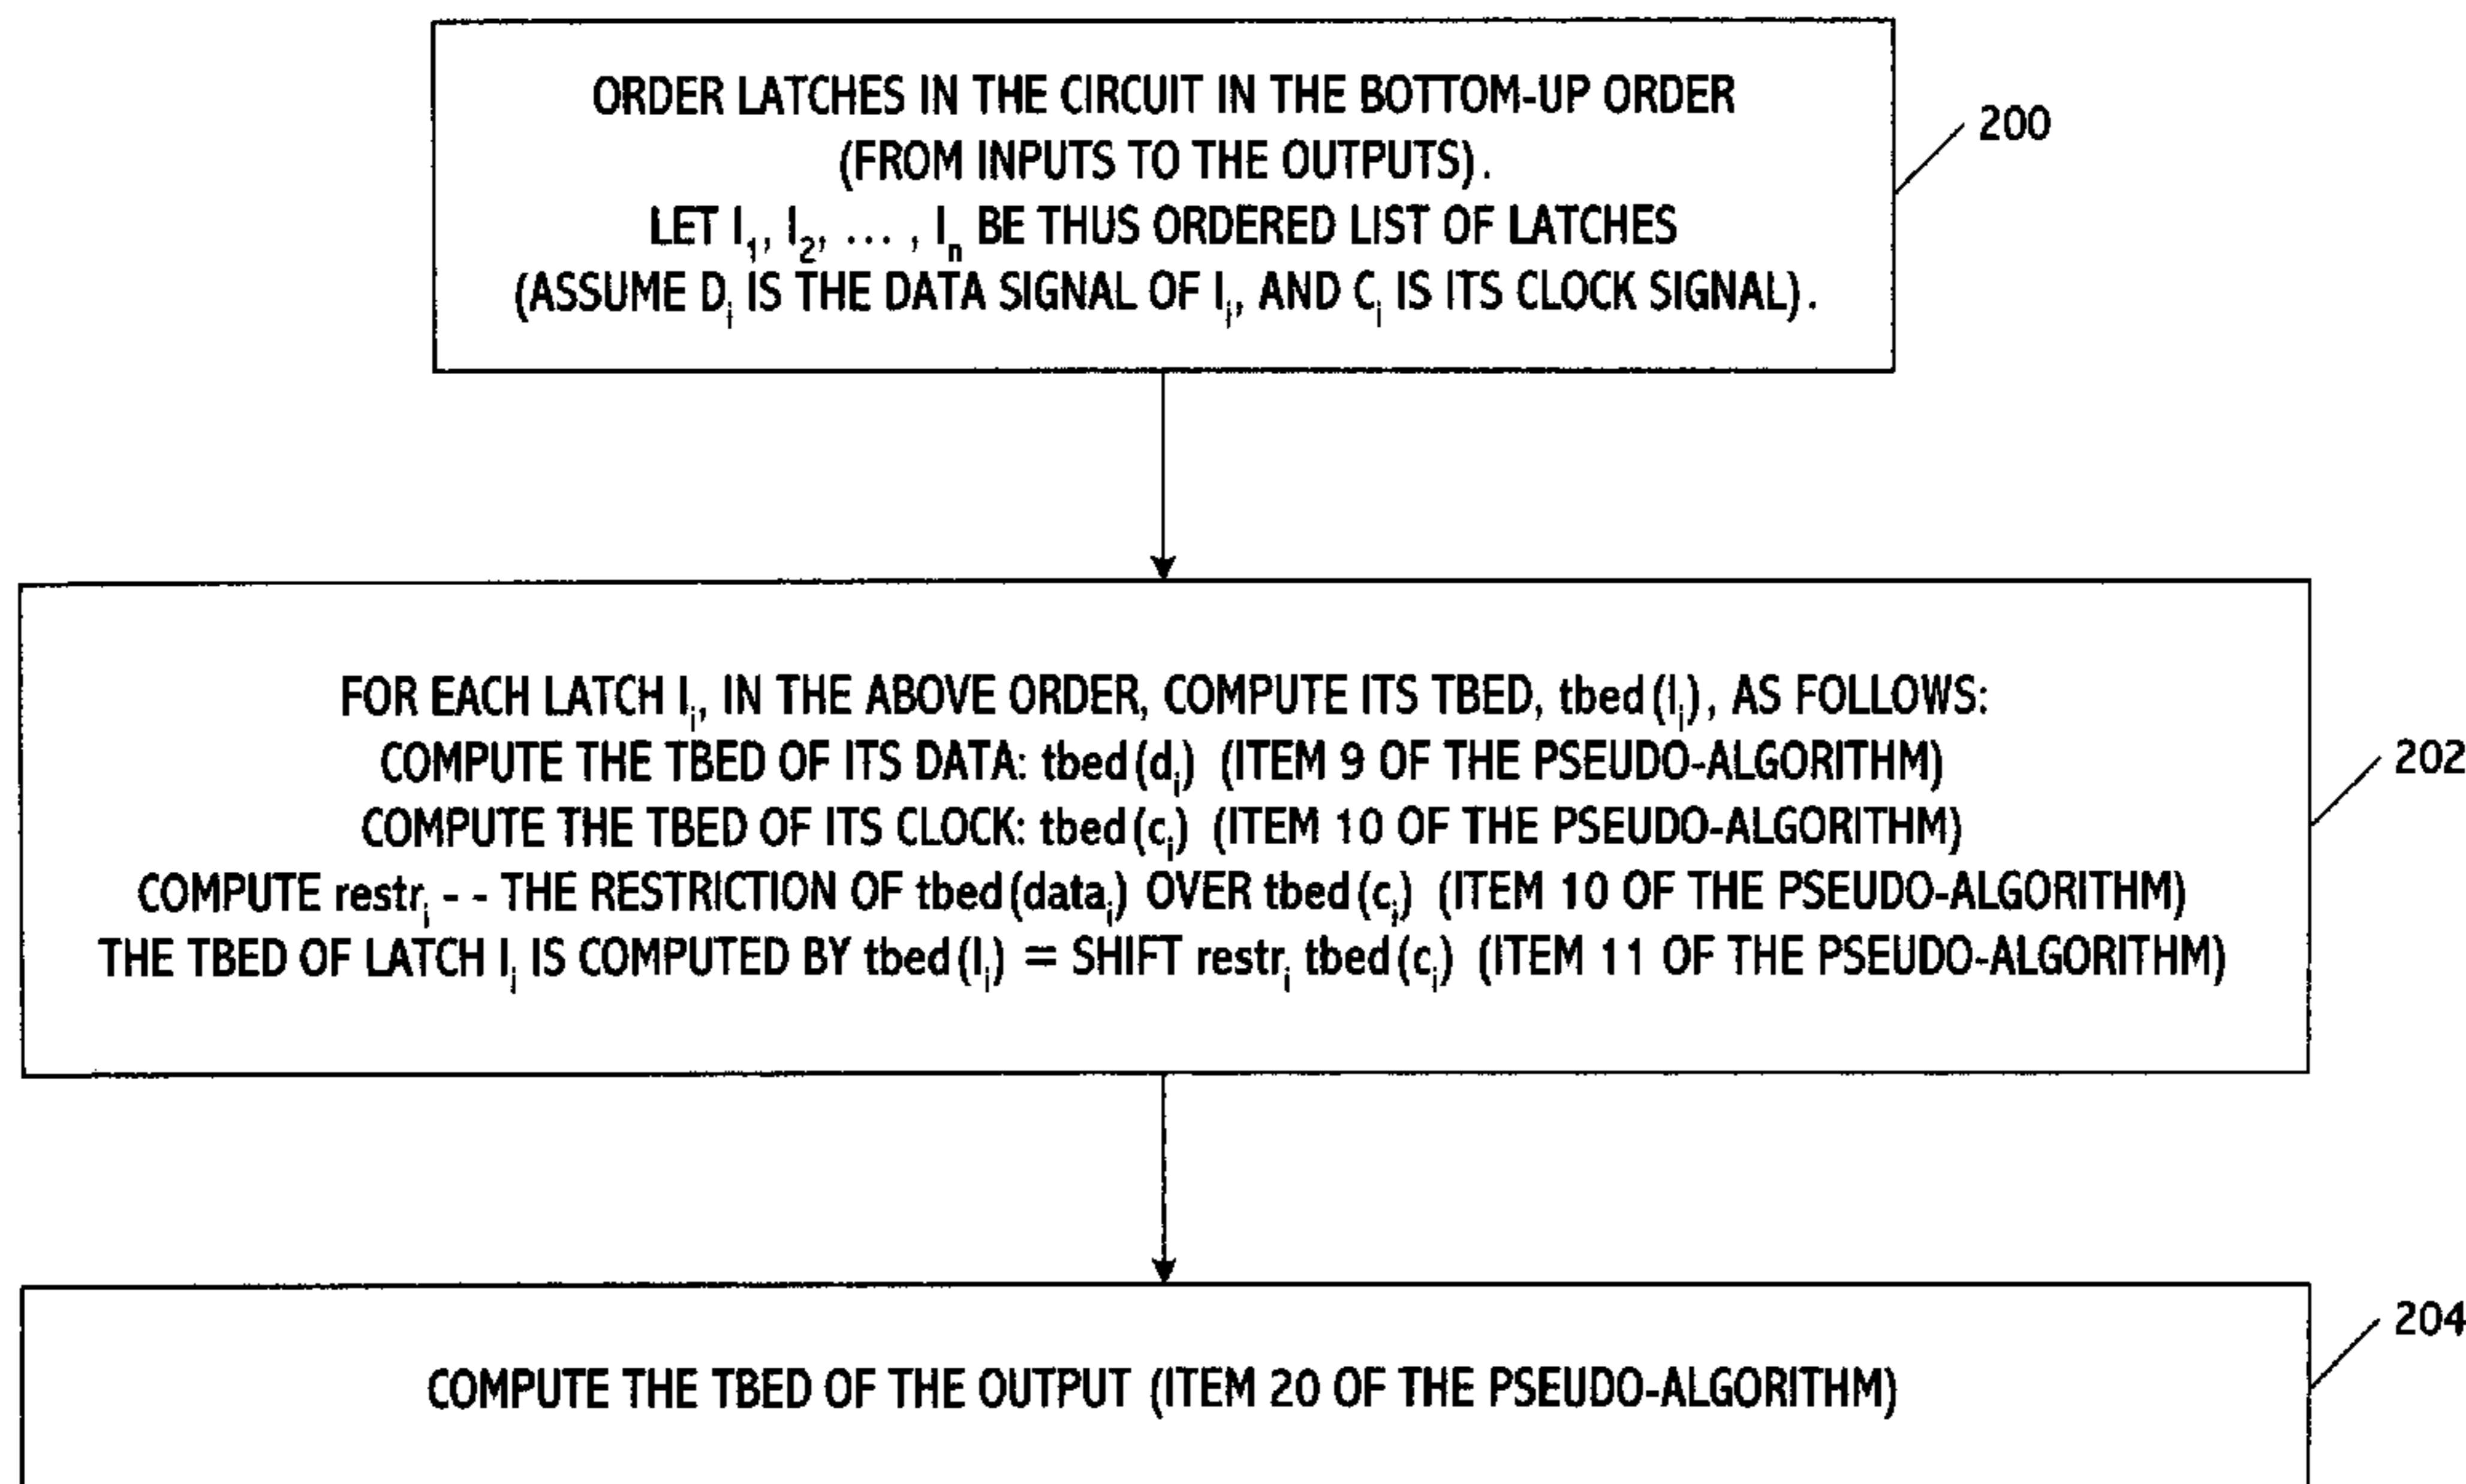 ORDER LATCHES IN THE CIRCUIT IN THE BOTTOM-UP ORDER
(FROM INPUTS TO THE OUTPUTS).
LET l₁, l₂, ... , lₙ BE THUS ORDERED LIST OF LATCHES
(ASSUME Dᵢ IS THE DATA SIGNAL OF lᵢ, AND Cᵢ IS ITS CLOCK SIGNAL).
200
FOR EACH LATCH lᵢ, IN THE ABOVE ORDER, COMPUTE ITS TBED, tbed(lᵢ), AS FOLLOWS:
COMPUTE THE TBED OF ITS DATA: tbed(dᵢ) (ITEM 9 OF THE PSEUDO-ALGORITHM)
COMPUTE THE TBED OF ITS CLOCK: tbed(cᵢ) (ITEM 10 OF THE PSEUDO-ALGORITHM)
COMPUTE restrᵢ - - THE RESTRICTION OF tbed(dataᵢ) OVER tbed(cᵢ) (ITEM 10 OF THE PSEUDO-ALGORITHM)
THE TBED OF LATCH lᵢ IS COMPUTED BY tbed(lᵢ) = SHIFT restrᵢ tbed(cᵢ) (ITEM 11 OF THE PSEUDO-ALGORITHM)
202
COMPUTE THE TBED OF THE OUTPUT (ITEM 20 OF THE PSEUDO-ALGORITHM)
204